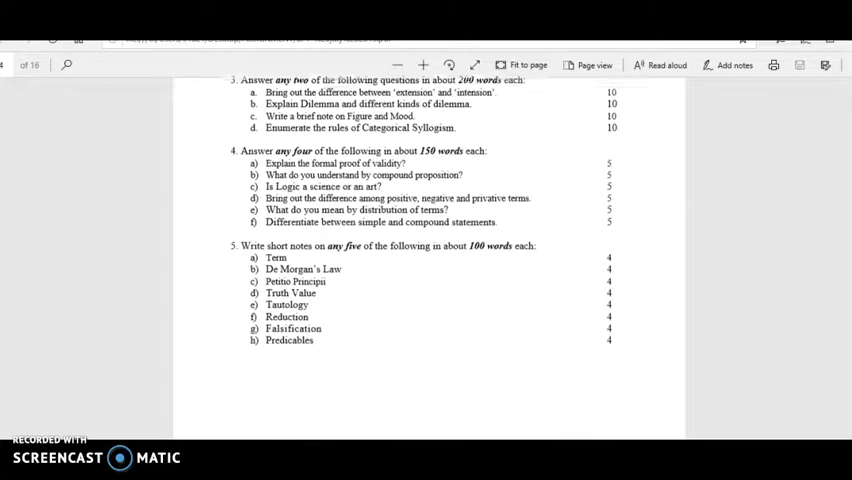 4 of 16 Fit to page Page view Read aloud Add notes
3. Answer any two of the following questions in about 200 words each:
a. Bring out the difference between ‘extension’ and ‘intension’. 10
b. Explain Dilemma and different kinds of dilemma. 10
c. Write a brief note on Figure and Mood. 10
d. Enumerate the rules of Categorical Syllogism. 10
4. Answer any four of the following in about 150 words each:
a) Explain the formal proof of validity? 5
b) What do you understand by compound proposition? 5
c) Is Logic a science or an art? 5
d) Bring out the difference among positive, negative and privative terms. 5
e) What do you mean by distribution of terms? 5
f) Differentiate between simple and compound statements. 5
5. Write short notes on any five of the following in about 100 words each:
a) Term 4
b) De Morgan’s Law 4
c) Petitio Principii 4
d) Truth Value 4
e) Tautology 4
f) Reduction 4
g) Falsification 4
h) Predicables 4
RECORDED WITH
SCREENCAST MATIC